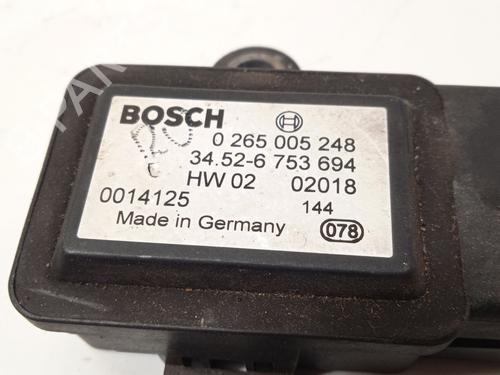 BOSCH
0 265 005 248
34.52-6 753 694
HW 02 02018
0014125 144
Made in Germany 078